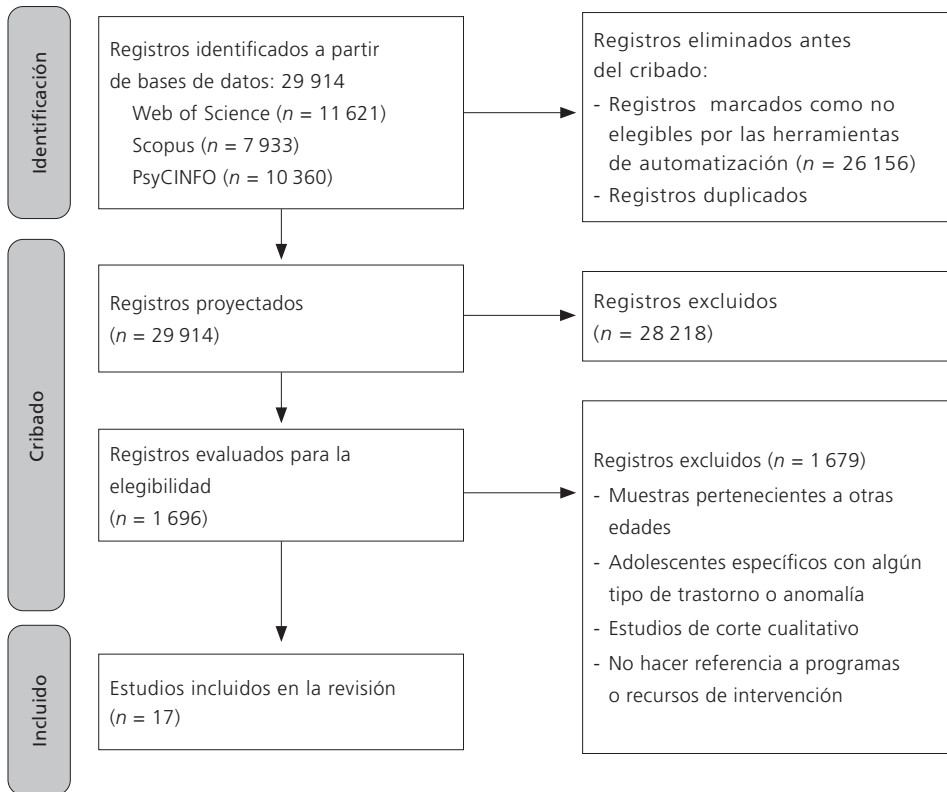 Identificación
Registros identificados a partir
de bases de datos: 29 914
Web of Science (n = 11 621)
Scopus (n = 7 933)
PsyCINFO (n = 10 360)
Registros eliminados antes
del cribado:
- Registros marcados como no
elegibles por las herramientas
de automatización (n = 26 156)
- Registros duplicados
Cribado
Registros proyectados
(n = 29 914)
Registros excluidos
(n = 28 218)
Registros evaluados para la
elegibilidad
(n = 1 696)
Registros excluidos (n = 1 679)
- Muestras pertenecientes a otras
edades
- Adolescentes específicos con algún
tipo de trastorno o anomalía
- Estudios de corte cualitativo
- No hacer referencia a programas
o recursos de intervención
Incluido
Estudios incluidos en la revisión
(n = 17)